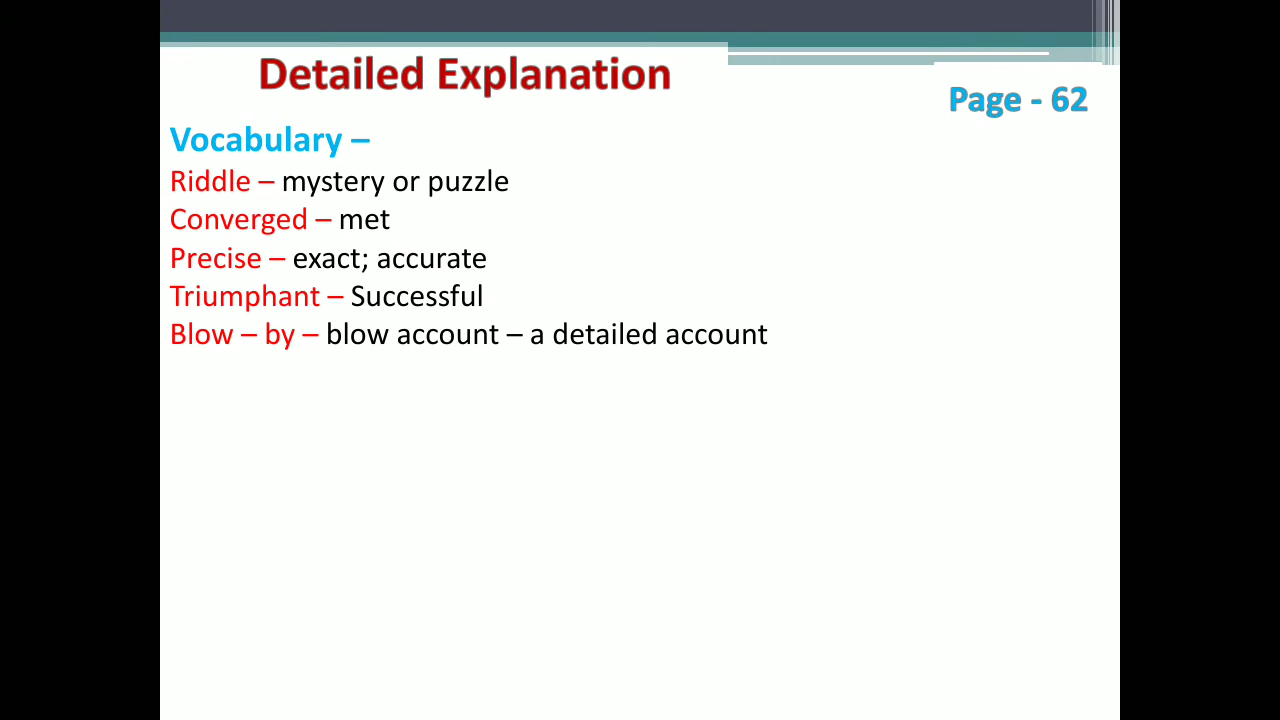 Detailed Explanation
Page - 62
Vocabulary –
Riddle – mystery or puzzle
Converged – met
Precise – exact; accurate
Triumphant – Successful
Blow – by – blow account – a detailed account